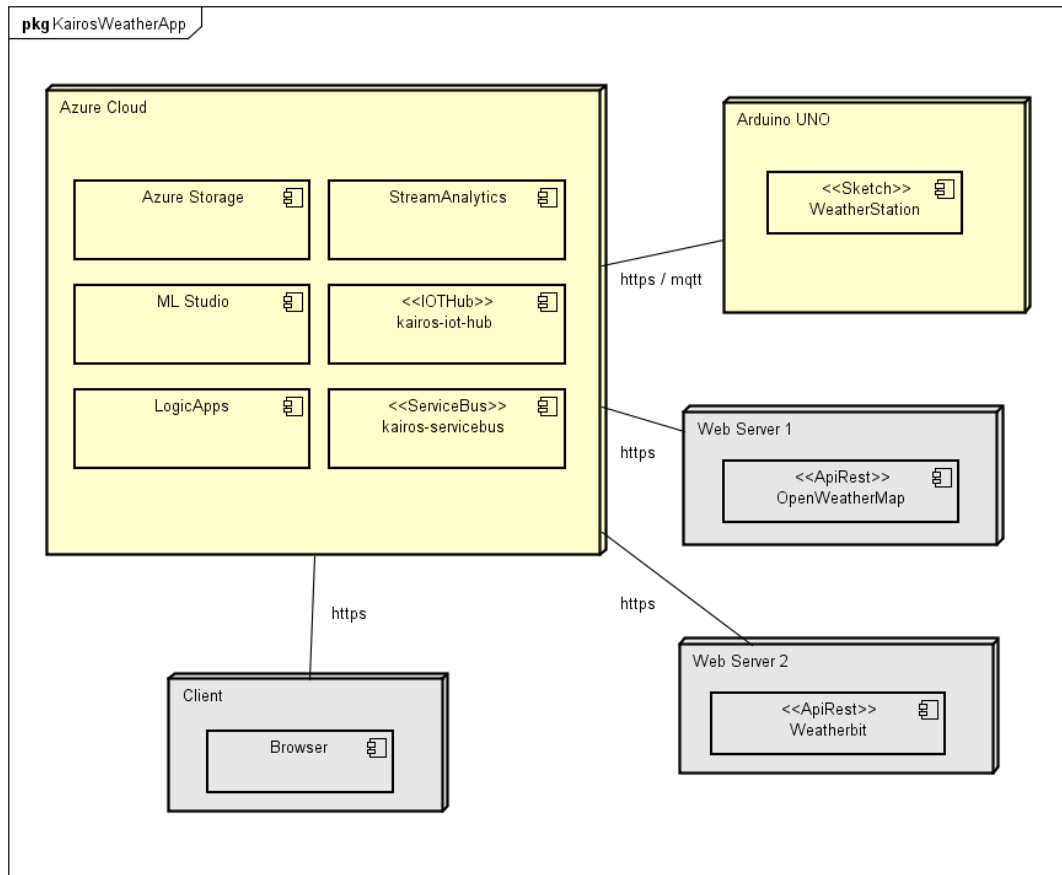 pkg KairosWeatherApp
Azure Cloud
Azure Storage
StreamAnalytics
ML Studio
<<IOTHub>>
kairos-iot-hub
LogicApps
<<ServiceBus>>
kairos-servicebus
Arduino UNO
<<Sketch>>
WeatherStation
https / mqtt
Web Server 1
<<ApiRest>>
OpenWeatherMap
https
Web Server 2
<<ApiRest>>
Weatherbit
https
https
Client
Browser